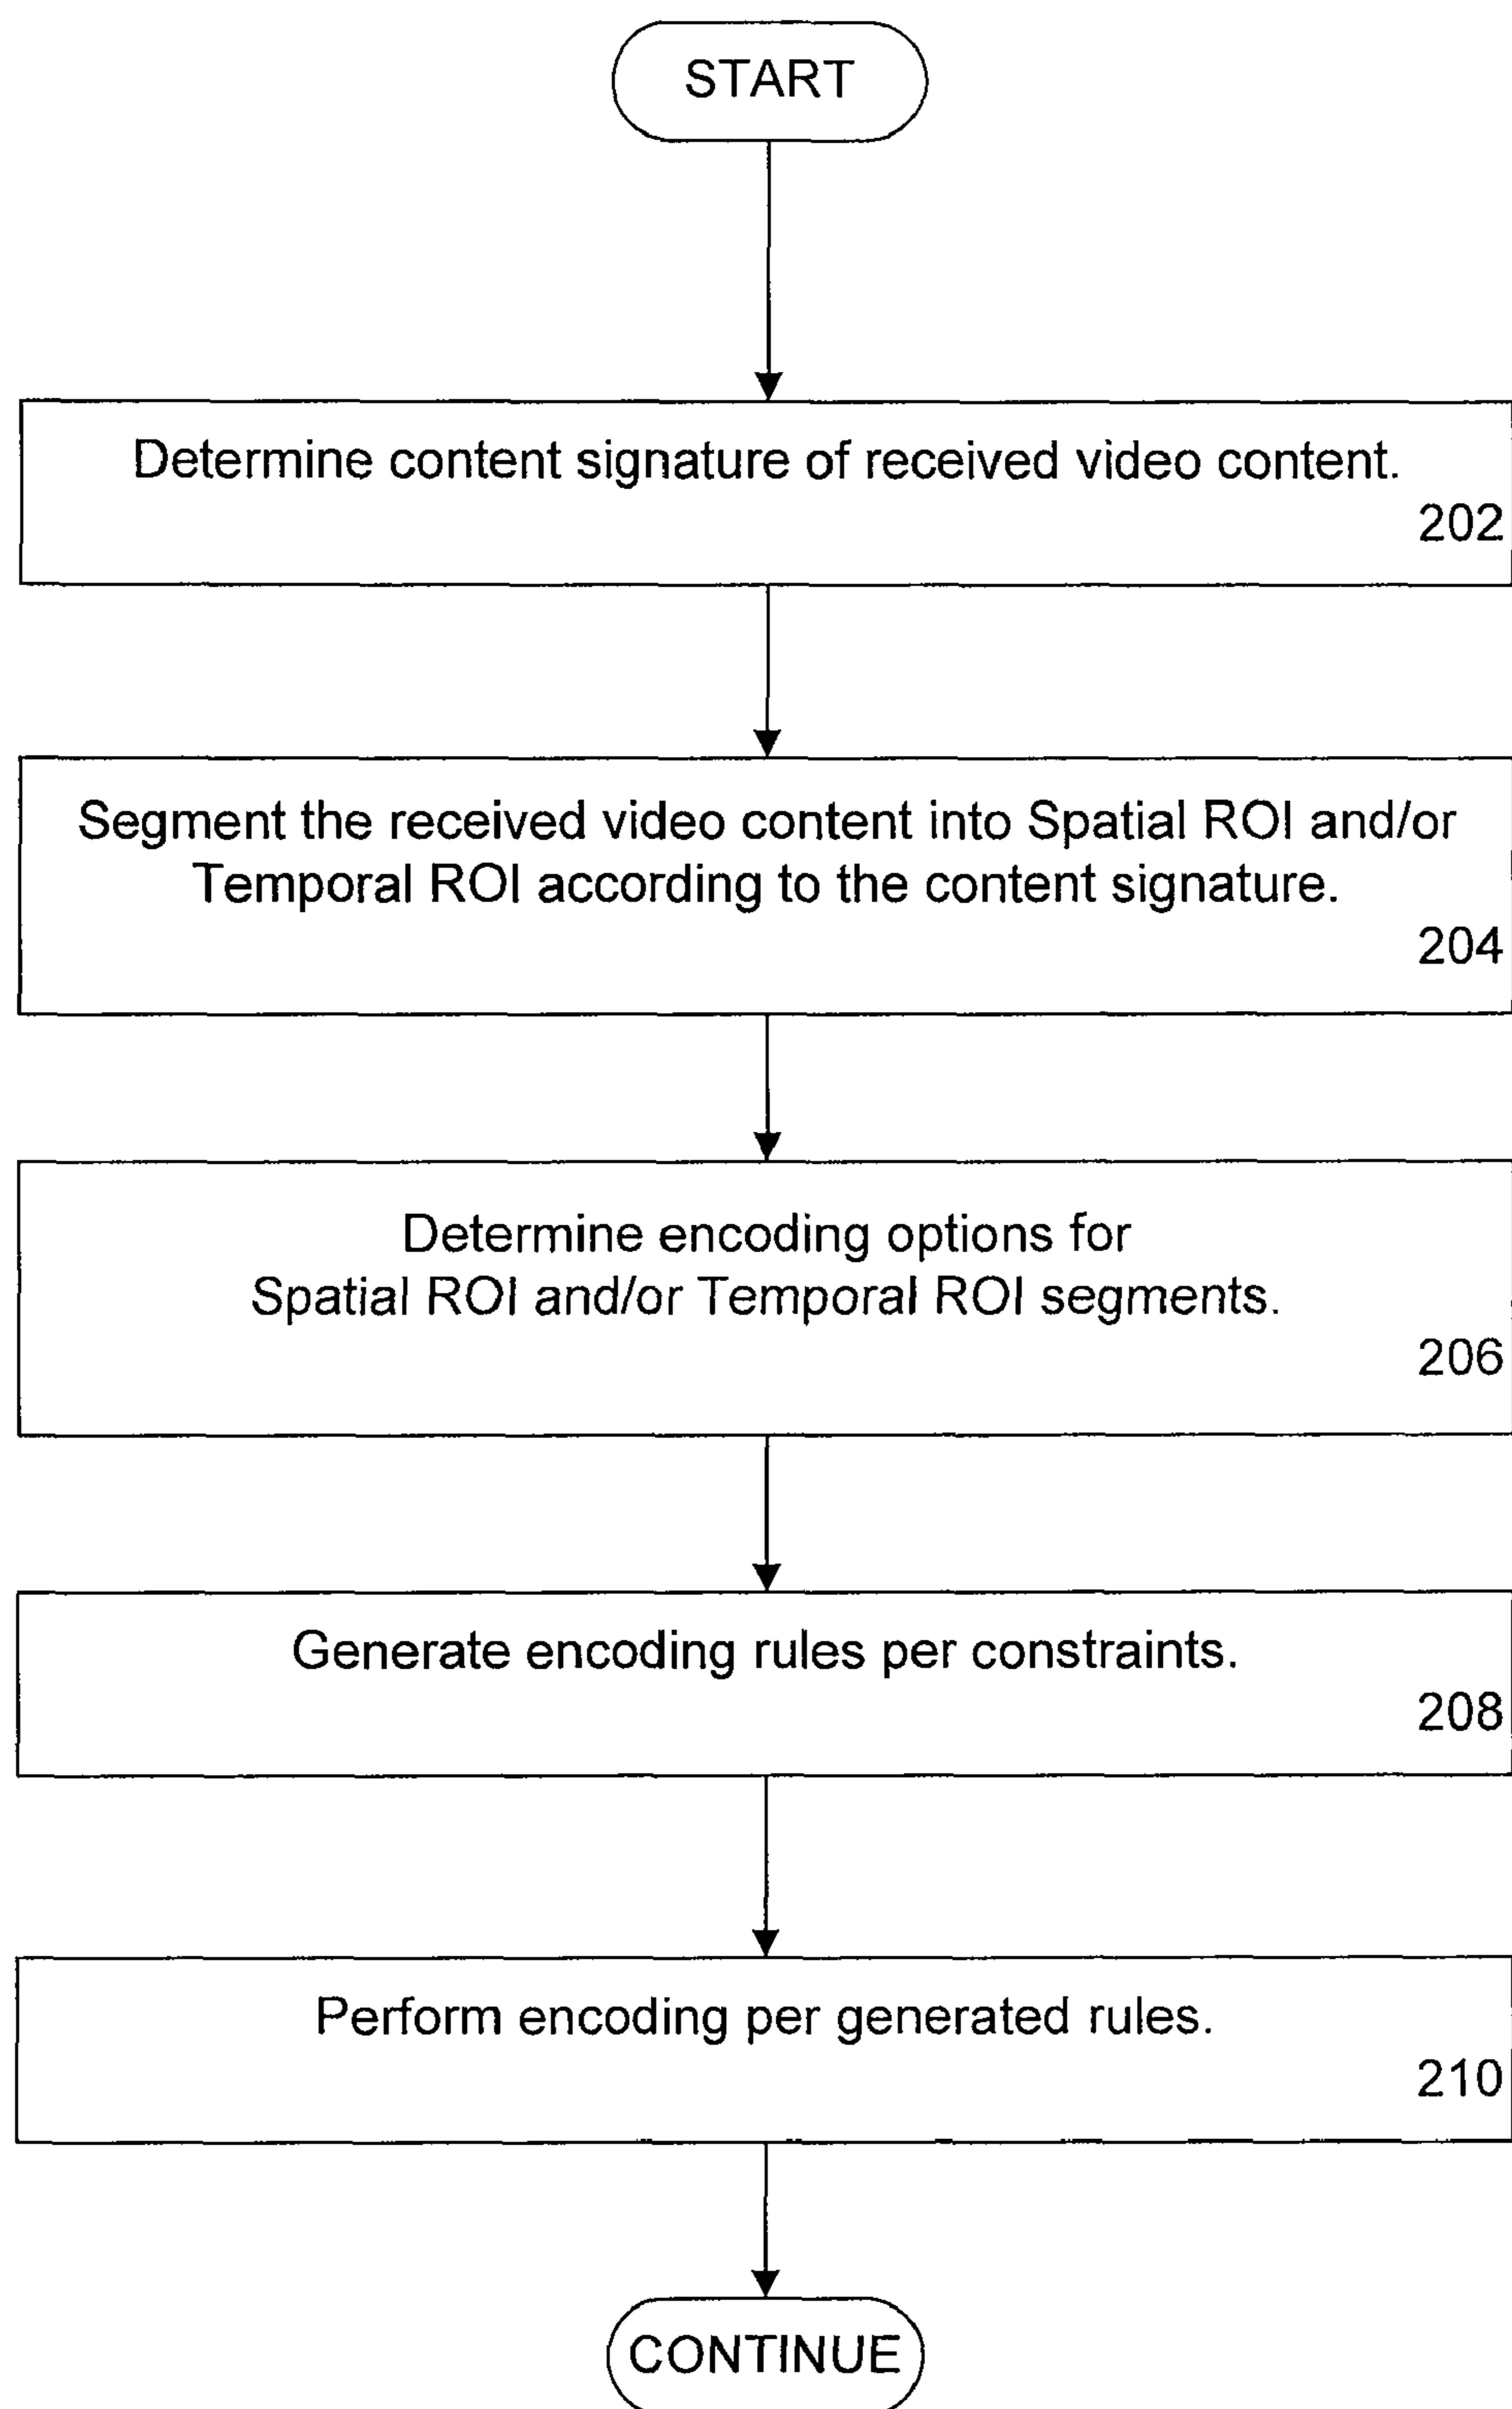 START
Determine content signature of received video content.
202
Segment the received video content into Spatial ROI and/or
Temporal ROI according to the content signature.
204
Determine encoding options for
Spatial ROI and/or Temporal ROI segments.
206
Generate encoding rules per constraints.
208
Perform encoding per generated rules.
210
CONTINUE